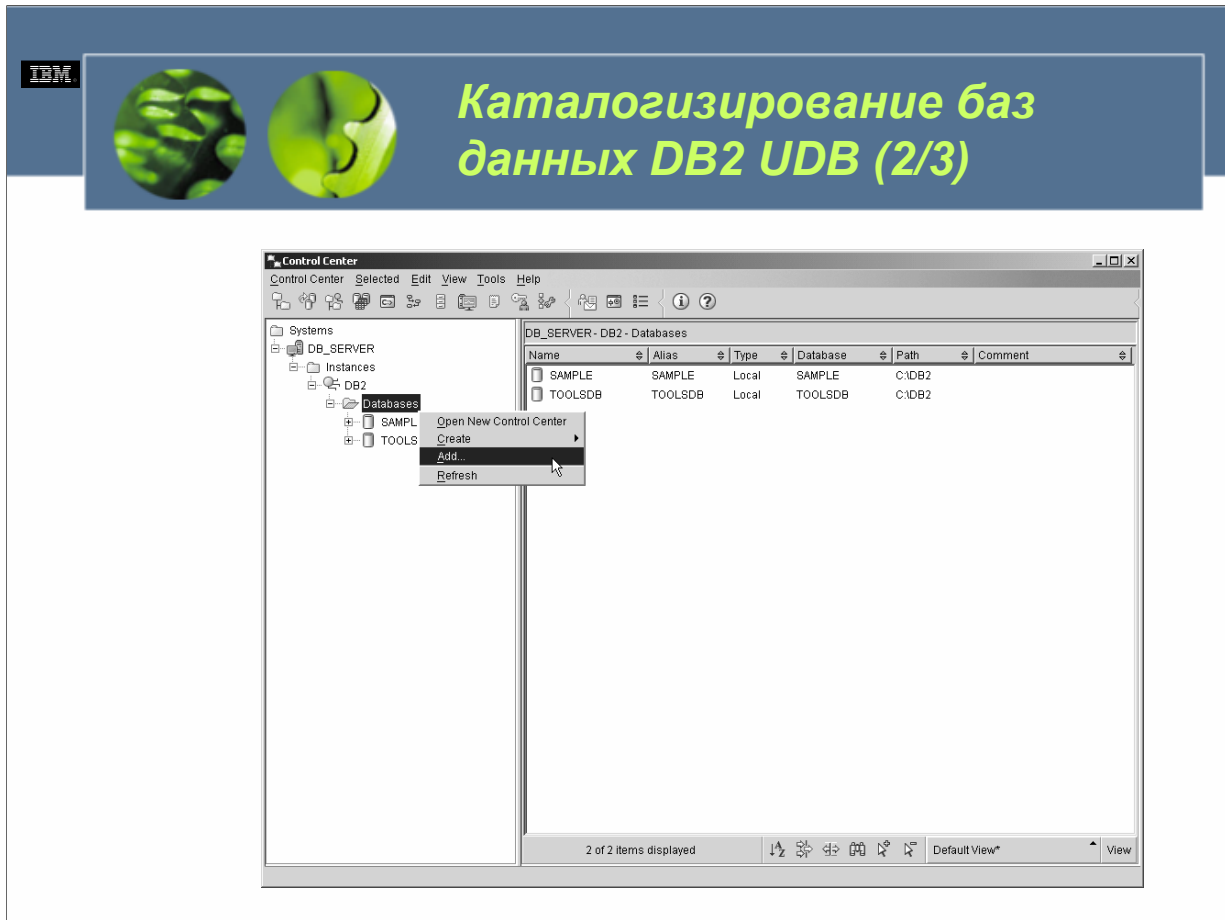 IBM.
Каталогизирование баз
данных DB2 UDB (2/3)
Control Center
Control Center Selected Edit View Tools Help
Systems
DB_SERVER
Instances
DB2
Databases
SAMPL
TOOLS
Open New Control Center
Create
Add...
Refresh
DB_SERVER - DB2 - Databases
Name Alias Type Database Path Comment
SAMPLE SAMPLE Local SAMPLE C:\DB2
TOOLSDB TOOLSDB Local TOOLSDB C:\DB2
2 of 2 items displayed Default View* View